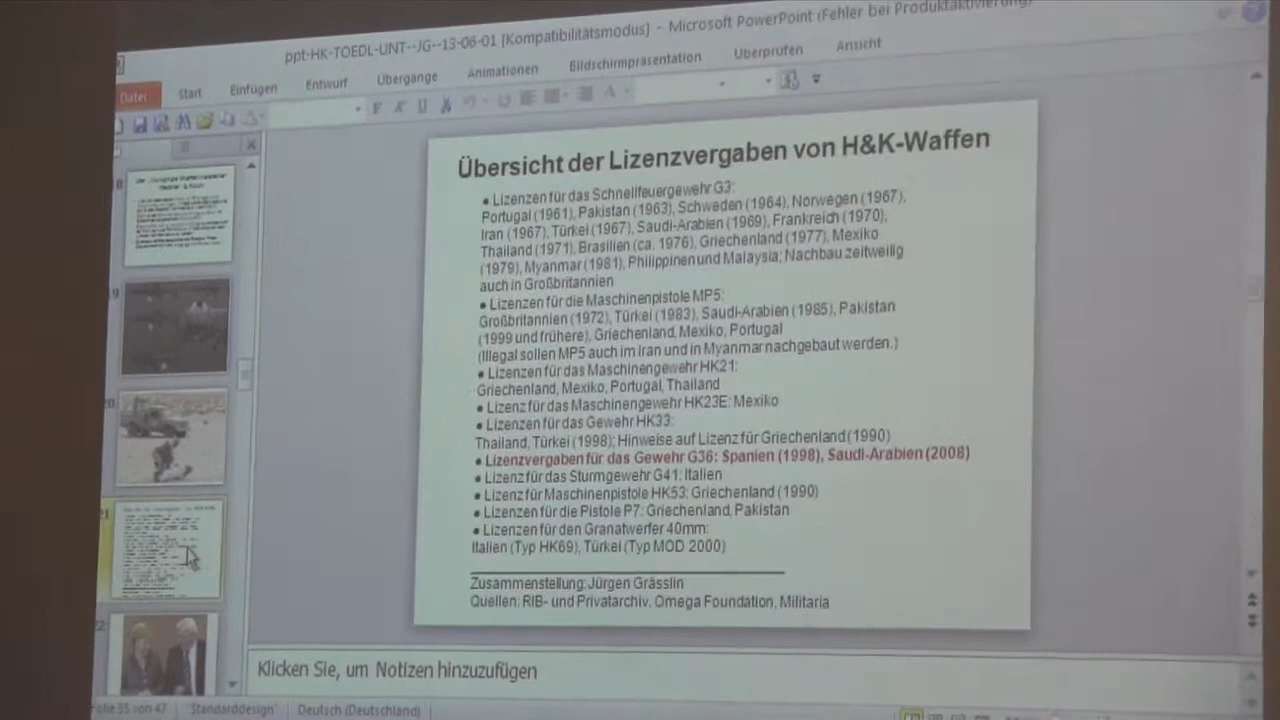 ppt-HK-TOEDL-UNT--JG--13-06-01 [Kompatibilitätsmodus] - Microsoft PowerPoint (Fehler bei Produktaktivierung)
Datei Start Einfügen Entwurf Übergänge Animationen Bildschirmpräsentation Überprüfen Ansicht
Übersicht der Lizenzvergaben von H&K-Waffen
● Lizenzen für das Schnellfeuergewehr G3:
Portugal (1961), Pakistan (1963), Schweden (1964), Norwegen (1967),
Iran (1967), Türkei (1967), Saudi-Arabien (1969), Frankreich (1970),
Thailand (1971), Brasilien (ca. 1976), Griechenland (1977), Mexiko
(1979), Myanmar (1981), Philippinen und Malaysia; Nachbau zeitweilig
auch in Großbritannien
● Lizenzen für die Maschinenpistole MP5:
Großbritannien (1972), Türkei (1983), Saudi-Arabien (1985), Pakistan
(1999 und frühere), Griechenland, Mexiko, Portugal
(Illegal sollen MP5 auch im Iran und in Myanmar nachgebaut werden.)
● Lizenzen für das Maschinengewehr HK21:
Griechenland, Mexiko, Portugal, Thailand
● Lizenz für das Maschinengewehr HK23E: Mexiko
● Lizenzen für das Gewehr HK33:
Thailand, Türkei (1998); Hinweise auf Lizenz für Griechenland (1990)
● Lizenzvergaben für das Gewehr G36: Spanien (1998), Saudi-Arabien (2008)
● Lizenz für das Sturmgewehr G41: Italien
● Lizenz für Maschinenpistole HK53: Griechenland (1990)
● Lizenzen für die Pistole P7: Griechenland, Pakistan
● Lizenzen für den Granatwerfer 40mm:
Italien (Typ HK69), Türkei (Typ MOD 2000)
Zusammenstellung: Jürgen Grässlin
Quellen: RIB- und Privatarchiv, Omega Foundation, Militaria
20
21
22
Klicken Sie, um Notizen hinzuzufügen
35 von 47 "Standarddesign" Deutsch (Deutschland)